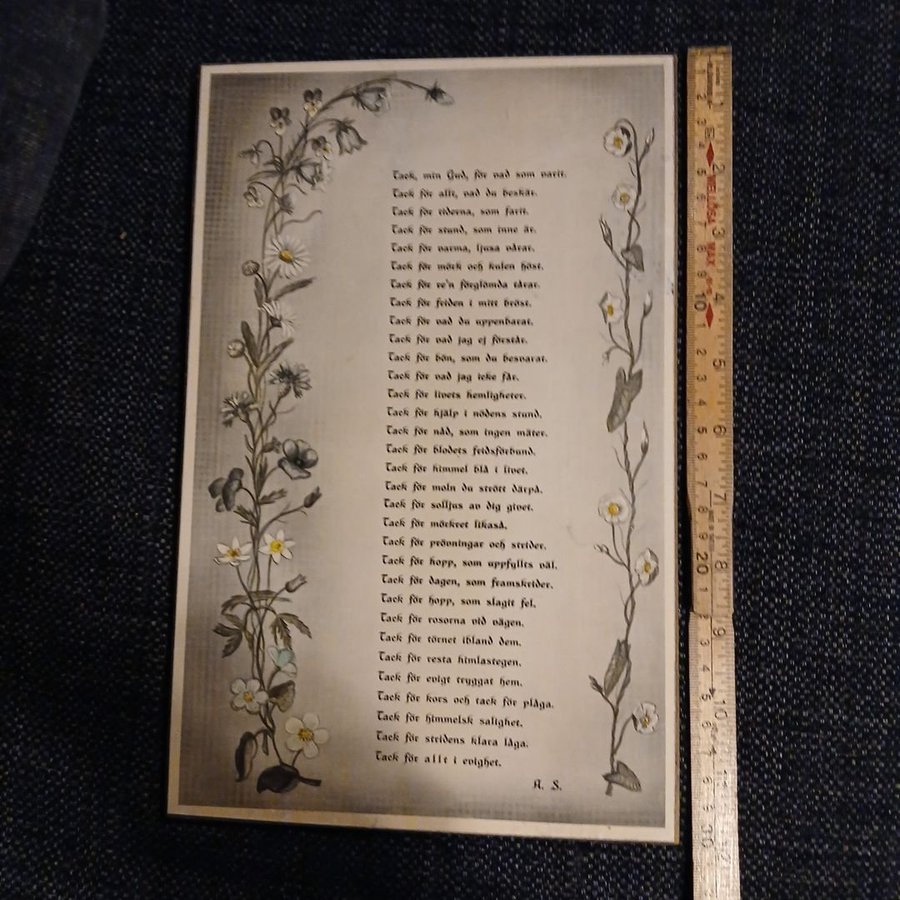 Tack, min Gud, för vad som varit.
Tack för allt, vad du beskär.
Tack för tiderna, som farit.
Tack för stund, som inne är.
Tack för varma, ljusa vårar.
Tack för mörk och kulen höst.
Tack för re'n förglömda tårar.
Tack för friden i mitt bröst.
Tack för vad du uppenbarat.
Tack för vad jag ej förstår.
Tack för bön, som du besvarat.
Tack för vad jag icke får.
Tack för livets hemligheter.
Tack för hjälp i nödens stund.
Tack för nåd, som ingen mäter.
Tack för blodets fridsförbund.
Tack för himmel blå i livet.
Tack för moln du strött därpå.
Tack för solljus av dig givet.
Tack för mörkret likaså.
Tack för prövningar och strider.
Tack för hopp, som uppfyllts väl.
Tack för dagen, som framskrider.
Tack för hopp, som slagit fel.
Tack för rosorna vid vägen.
Tack för törnet ibland dem.
Tack för resta himlastegen.
Tack för evigt tryggat hem.
Tack för kors och tack för plåga.
Tack för himmelsk salighet.
Tack för stridens klara låga.
Tack för allt i evighet.
A. S.